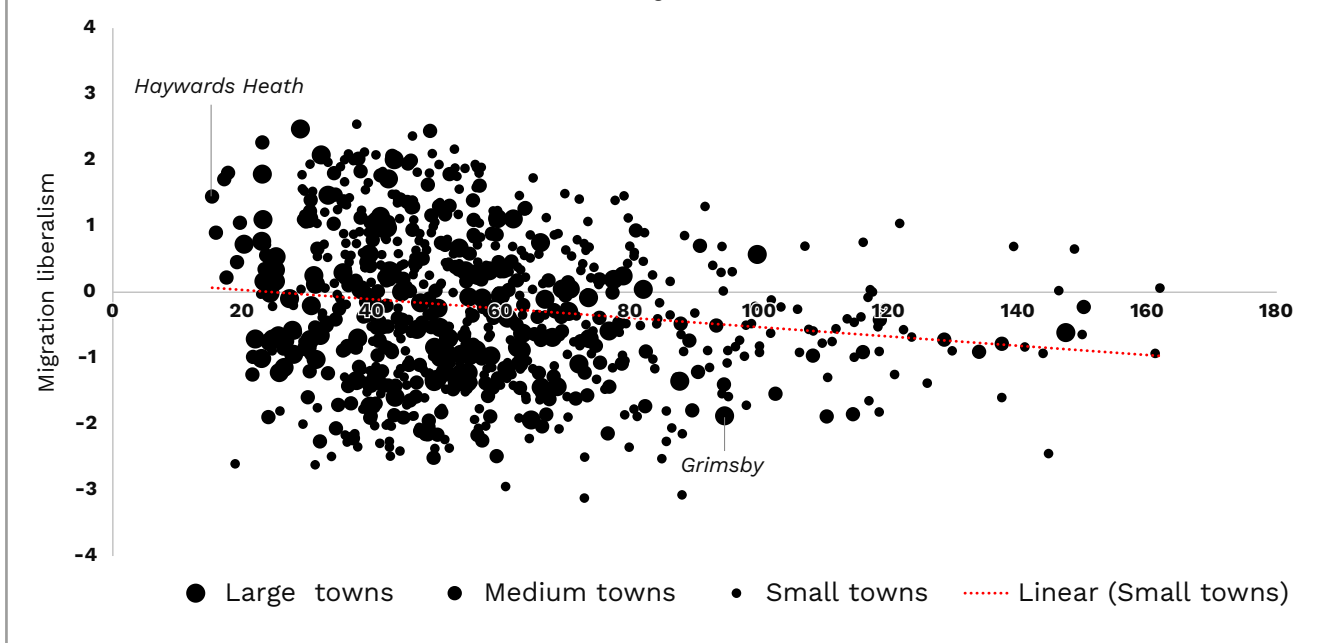 4
Haywards Heath
3
2
1
0
0 20 40 60 80 100 120 140 160 180
-1
-2
Grimsby
-3
-4
Migration liberalism
Large towns Medium towns Small towns Linear (Small towns)